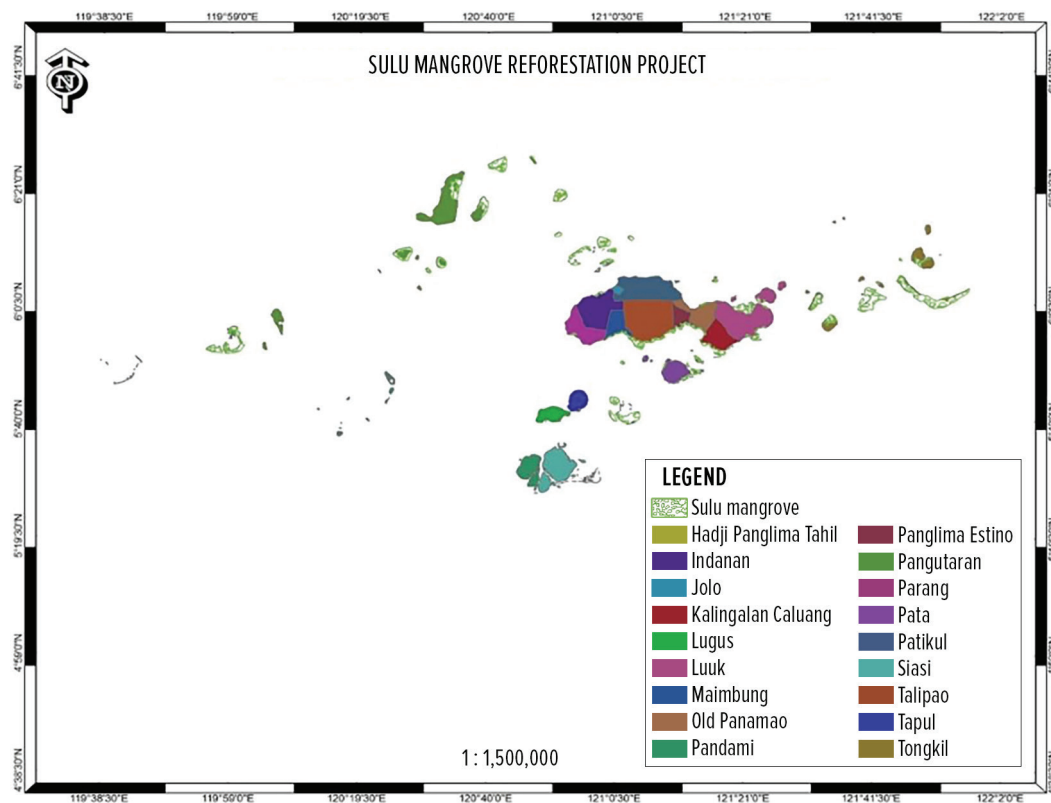 119°38'30"E 119°59'0"E 120°19'30"E 120°40'0"E 121°0'30"E 121°21'0"E 121°41'30"E 122°2'0"E
SULU MANGROVE REFORESTATION PROJECT
N
6°41'30"N
6°21'0"N
6°0'30"N
5°40'0"N
5°19'30"N
4°59'0"N
4°38'30"N
LEGEND
Sulu mangrove
Hadji Panglima Tahil
Indanan
Jolo
Kalingalan Caluang
Lugus
Luuk
Maimbung
Old Panamao
Pandami
Panglima Estino
Pangutaran
Parang
Pata
Patikul
Siasi
Talipao
Tapul
Tongkil
1 : 1,500,000
119°38'30"E 119°59'0"E 120°19'30"E 120°40'0"E 121°0'30"E 121°21'0"E 121°41'30"E 122°2'0"E